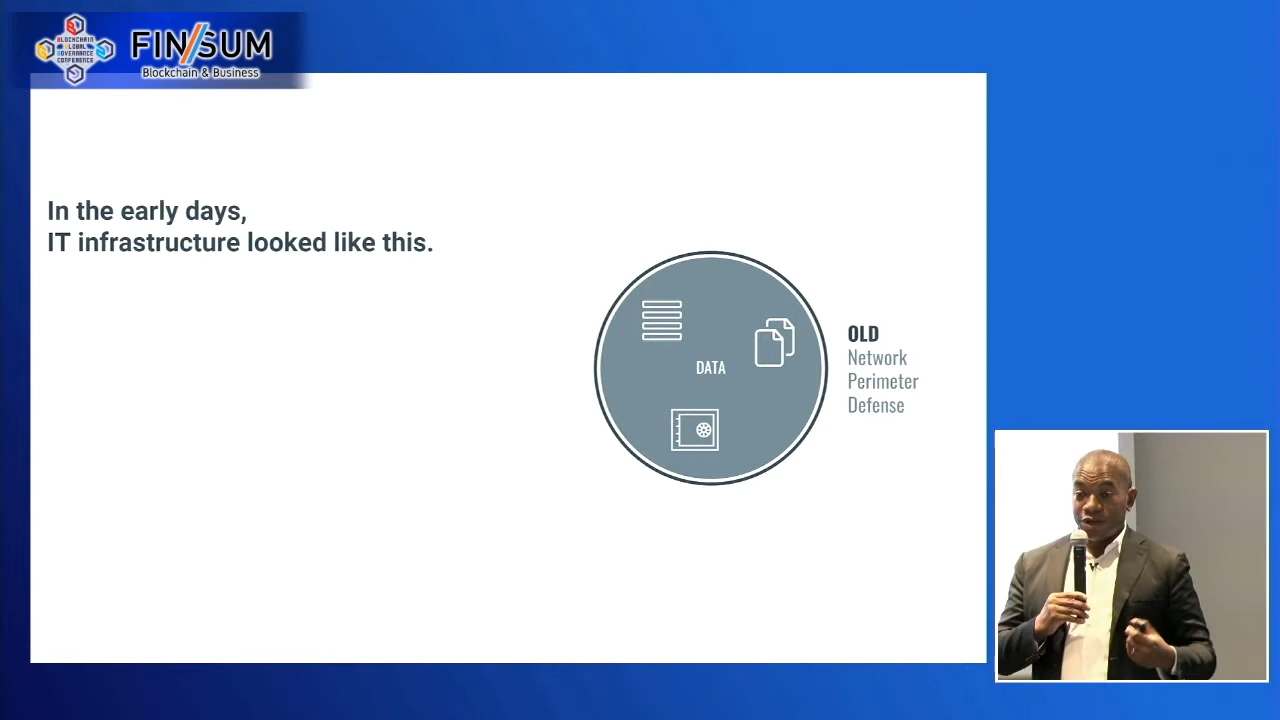 BLOCKCHAIN
GLOBAL
GOVERNANCE
CONFERENCE
FIN/SUM
Blockchain & Business
In the early days,
IT infrastructure looked like this.
DATA
OLD
Network
Perimeter
Defense